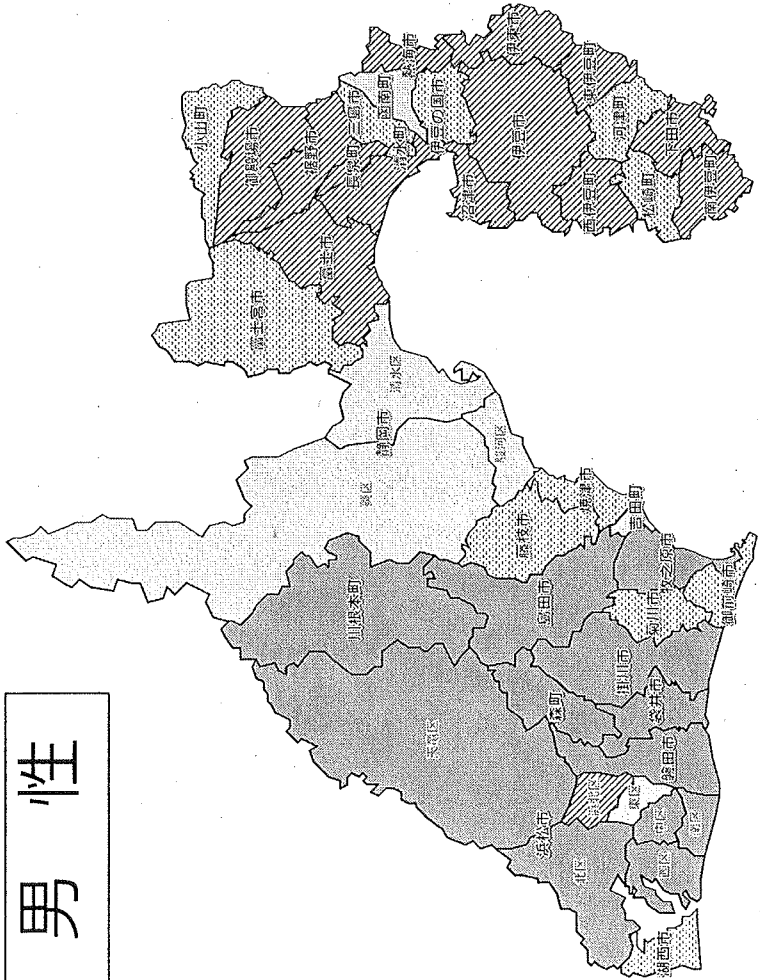 男 性
小山町
御殿場市
裾野市
長泉町
三島市
函南町
熱海市
清水町
伊豆の国市
沼津市
伊豆市
伊東市
東伊豆町
西伊豆町
河津町
松崎町
下田市
南伊豆町
富士宮市
富士市
静岡市
清水区
葵区
駿河区
川根本町
藤枝市
焼津市
島田市
吉田町
牧之原市
菊川市
御前崎市
掛川市
森町
袋井市
磐田市
天竜区
浜松市
浜北区
北区
東区
西区
南区
湖西市